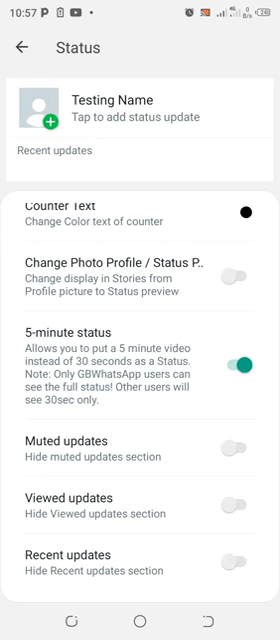 10:57
Status
Testing Name
Tap to add status update
Recent updates
Counter Text
Change Color text of counter
Change Photo Profile / Status P..
Change display in Stories from
Profile picture to Status preview
5-minute status
Allows you to put a 5 minute video
instead of 30 seconds as a Status.
Note: Only GBWhatsApp users can
see the full status! Other users will
see 30sec only.
Muted updates
Hide muted updates section
Viewed updates
Hide Viewed updates section
Recent updates
Hide Recent updates section